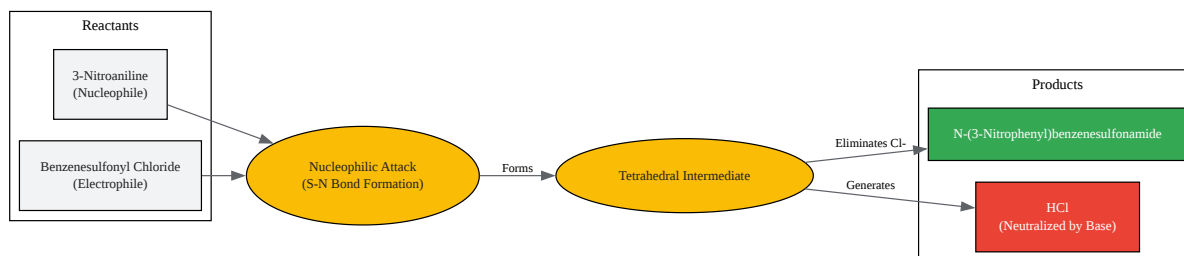 Reactants
3-Nitroaniline
(Nucleophile)
Benzenesulfonyl Chloride
(Electrophile)
Nucleophilic Attack
(S-N Bond Formation)
Forms
Tetrahedral Intermediate
Eliminates Cl-
Generates
Products
N-(3-Nitrophenyl)benzenesulfonamide
HCl
(Neutralized by Base)